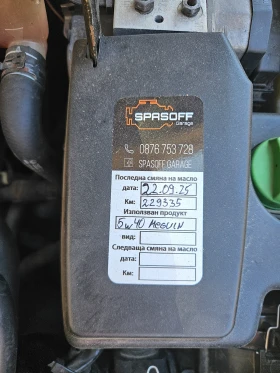 SPASOFF
Garage
0876 753 728
SPASOFF GARAGE
Последна смяна на масло
дата: 22.09.25
Км: 229335
Използван продукт
5w40 MEGUIN
вид:
Следваща смяна на масло
дата:
Км: